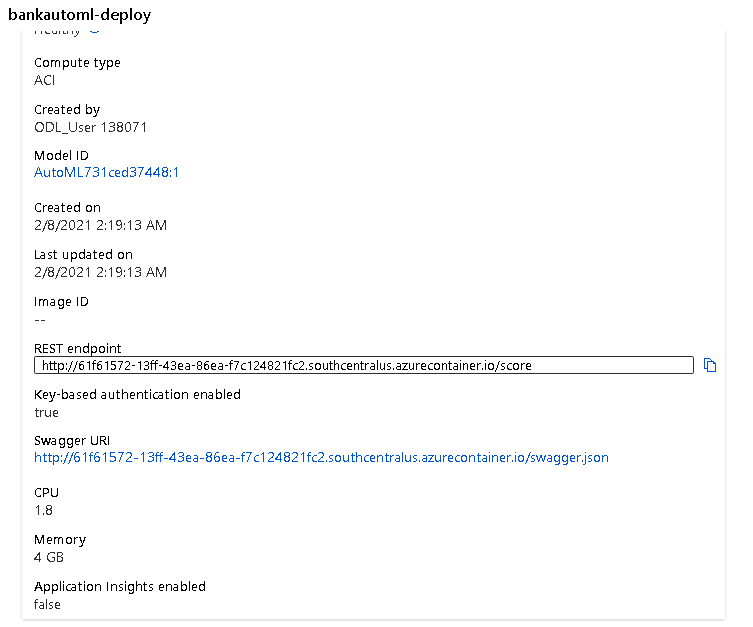 bankautoml-deploy
Healthy
Compute type
ACI
Created by
ODL_User 138071
Model ID
AutoML731ced37448:1
Created on
2/8/2021 2:19:13 AM
Last updated on
2/8/2021 2:19:13 AM
Image ID
--
REST endpoint
http://61f61572-13ff-43ea-86ea-f7c124821fc2.southcentralus.azurecontainer.io/score
Key-based authentication enabled
true
Swagger URI
http://61f61572-13ff-43ea-86ea-f7c124821fc2.southcentralus.azurecontainer.io/swagger.json
CPU
1.8
Memory
4 GB
Application Insights enabled
false